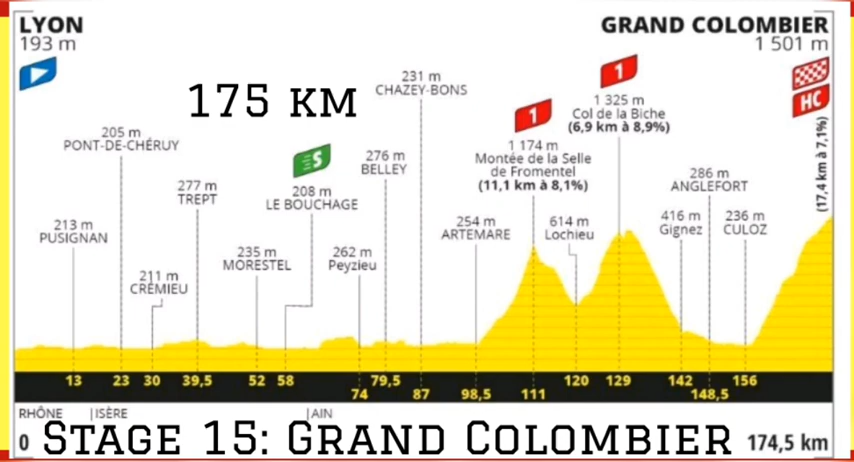 LYON
193 m
GRAND COLOMBIER
1 501 m
175 KM
231 m
CHAZEY-BONS
1
1
HC
1 325 m
Col de la Biche
(6,9 km à 8,9%)
(17,4 km à 7,1%)
205 m
PONT-DE-CHÉRUY
S
1 174 m
Montée de la Selle
de Fromentel
(11,1 km à 8,1%)
276 m
BELLEY
286 m
ANGLEFORT
277 m
TREPT
208 m
LE BOUCHAGE
213 m
PUSIGNAN
254 m
ARTEMARE
614 m
Lochieu
416 m
Gignez
236 m
CULOZ
235 m
MORESTEL
262 m
Peyzieu
211 m
CRÉMIEU
13 23 30 39,5 52 58 74 79,5 87 98,5 111 120 129 142 148,5 156
RHÔNE |ISÈRE |AIN
0 STAGE 15: GRAND COLOMBIER 174,5 km